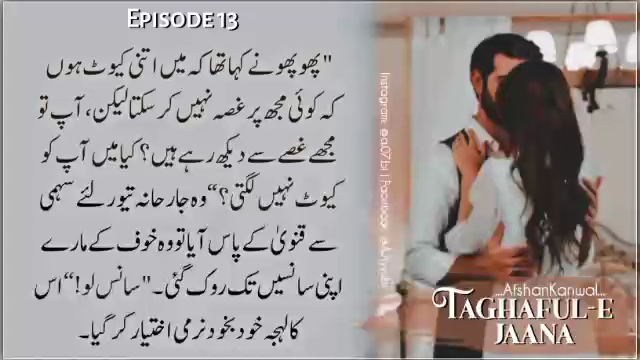 EPISODE 13
"پھوپھو نے کہا تھا کہ میں اتنی کیوٹ ہوں
کہ کوئی مجھ پر غصہ نہیں کر سکتا لیکن، آپ تو
مجھے غصے سے دیکھ رہے ہیں؟ کیا میں آپ کو
کیوٹ نہیں لگتی؟“ وہ جارحانہ تیور لئے سہمی
سے قنویٰ کے پاس آیا تو وہ خوف کے مارے
اپنی سانسیں تک روک گئی۔ "سانس لو!“ اس
کا لہجہ خود بخود نرمی اختیار کر گیا۔
Instagram: | Facebook:
...AfshanKanwal...
TAGHAFUL-E
JAANA